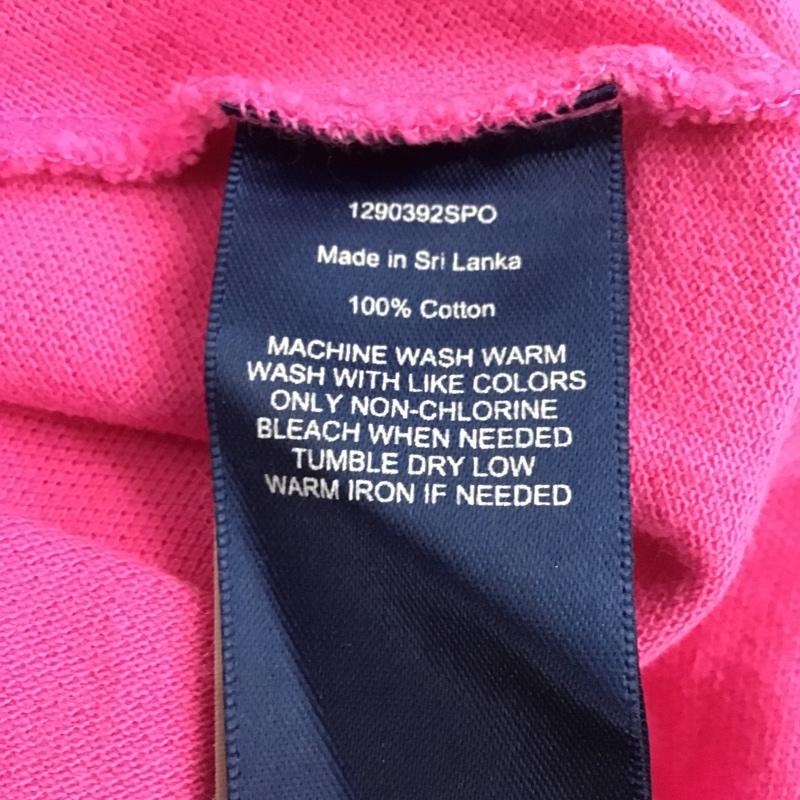 1290392SPO
Made in Sri Lanka
100% Cotton
MACHINE WASH WARM
WASH WITH LIKE COLORS
ONLY NON-CHLORINE
BLEACH WHEN NEEDED
TUMBLE DRY LOW
WARM IRON IF NEEDED